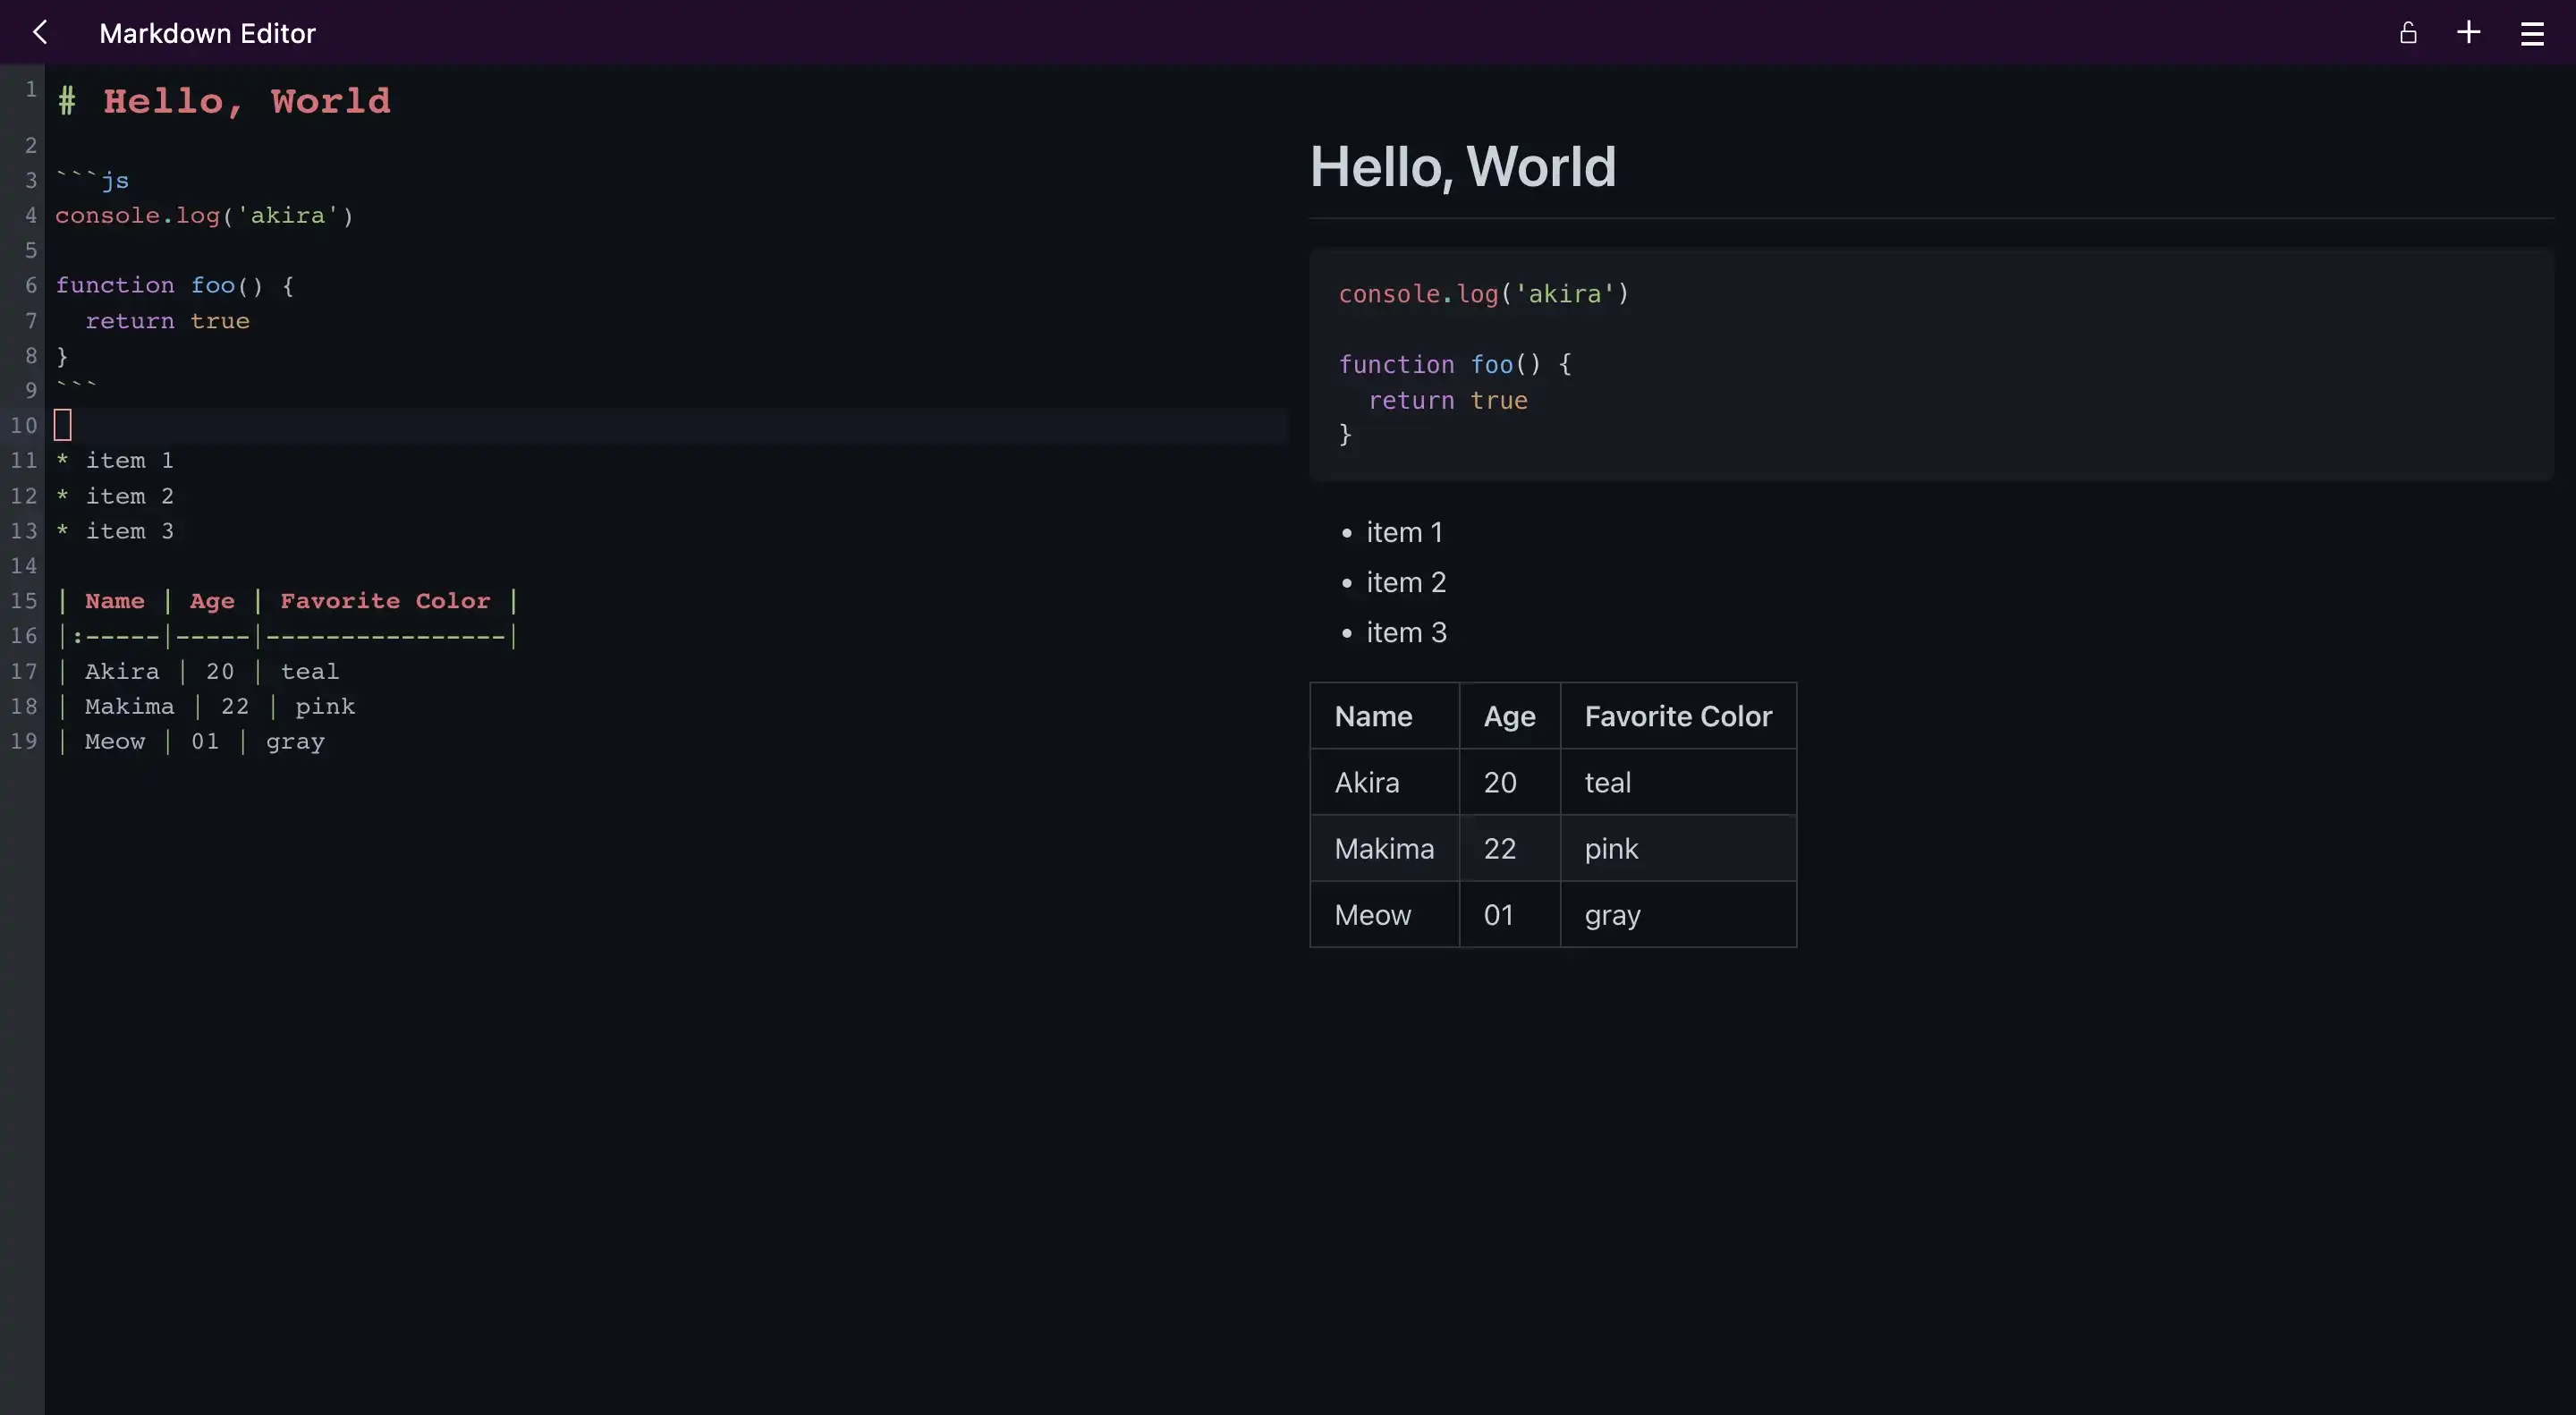 Markdown Editor
1 # Hello, World
2
3 ```js
4 console.log('akira')
5
6 function foo() {
7   return true
8 }
9 ```
10
11 * item 1
12 * item 2
13 * item 3
14
15 | Name | Age | Favorite Color |
16 |:-----|-----|----------------|
17 | Akira | 20 | teal
18 | Makima | 22 | pink
19 | Meow | 01 | gray
Hello, World
console.log('akira')
function foo() {
  return true
}
• item 1
• item 2
• item 3
Name Age Favorite Color
Akira 20 teal
Makima 22 pink
Meow 01 gray